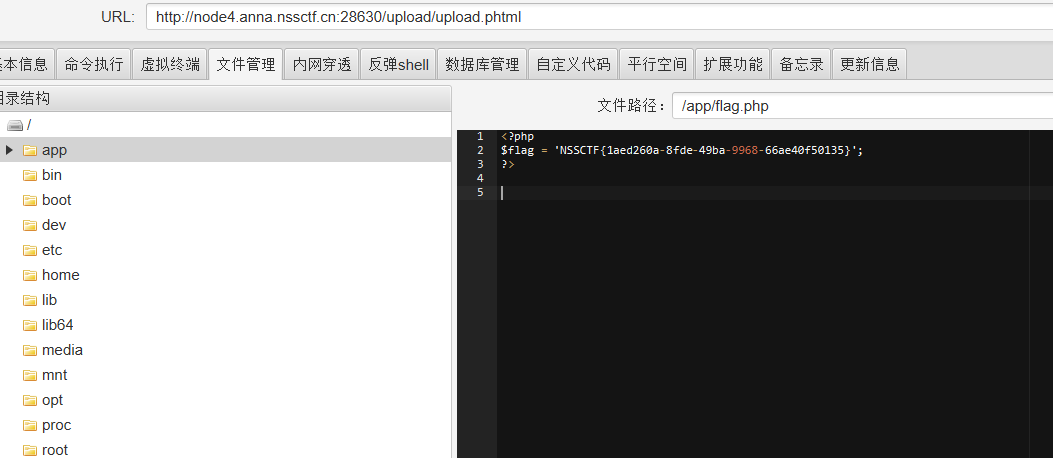 URL: http://node4.anna.nssctf.cn:28630/upload/upload.phtml
基本信息 命令执行 虚拟终端 文件管理 内网穿透 反弹shell 数据库管理 自定义代码 平行空间 扩展功能 备忘录 更新信息
目录结构
文件路径： /app/flag.php
/
app
bin
boot
dev
etc
home
lib
lib64
media
mnt
opt
proc
root
1 <?php
2 $flag = 'NSSCTF{1aed260a-8fde-49ba-9968-66ae40f50135}';
3 ?>
4
5